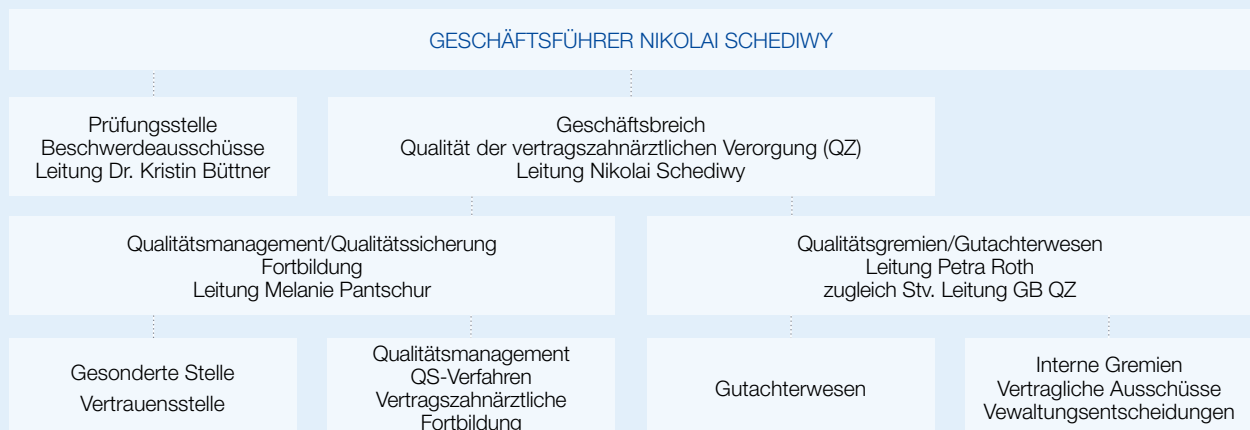 GESCHÄFTSFÜHRER NIKOLAI SCHEDIWY
Prüfungsstelle
Beschwerdeausschüsse
Leitung Dr. Kristin Büttner
Geschäftsbreich
Qualität der vertragszahnärztlichen Verorgung (QZ)
Leitung Nikolai Schediwy
Qualitätsmanagement/Qualitätssicherung
Fortbildung
Leitung Melanie Pantschur
Qualitätsgremien/Gutachterwesen
Leitung Petra Roth
zugleich Stv. Leitung GB QZ
Gesonderte Stelle
Vertrauensstelle
Qualitätsmanagement
QS-Verfahren
Vertragszahnärztliche
Fortbildung
Gutachterwesen
Interne Gremien
Vertragliche Ausschüsse
Vewaltungsentscheidungen